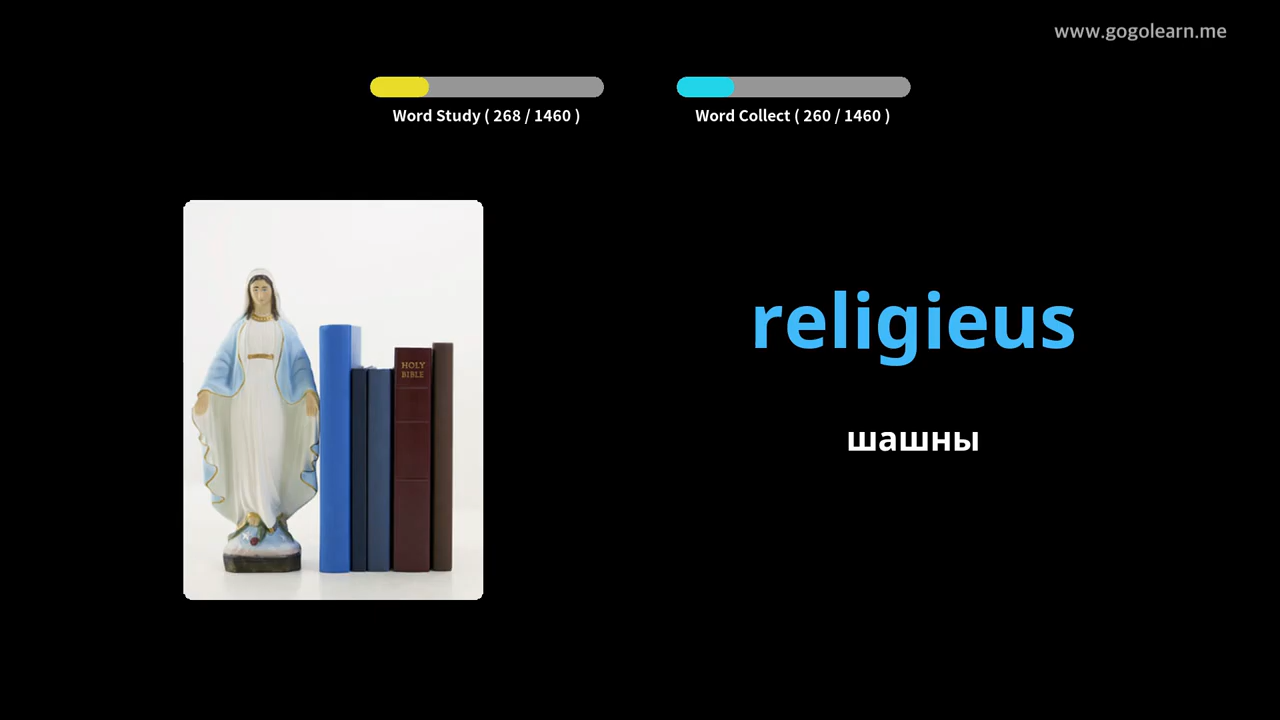 www.gogolearn.me
Word Study ( 268 / 1460 )
Word Collect ( 260 / 1460 )
HOLY
BIBLE
religieus
шашны